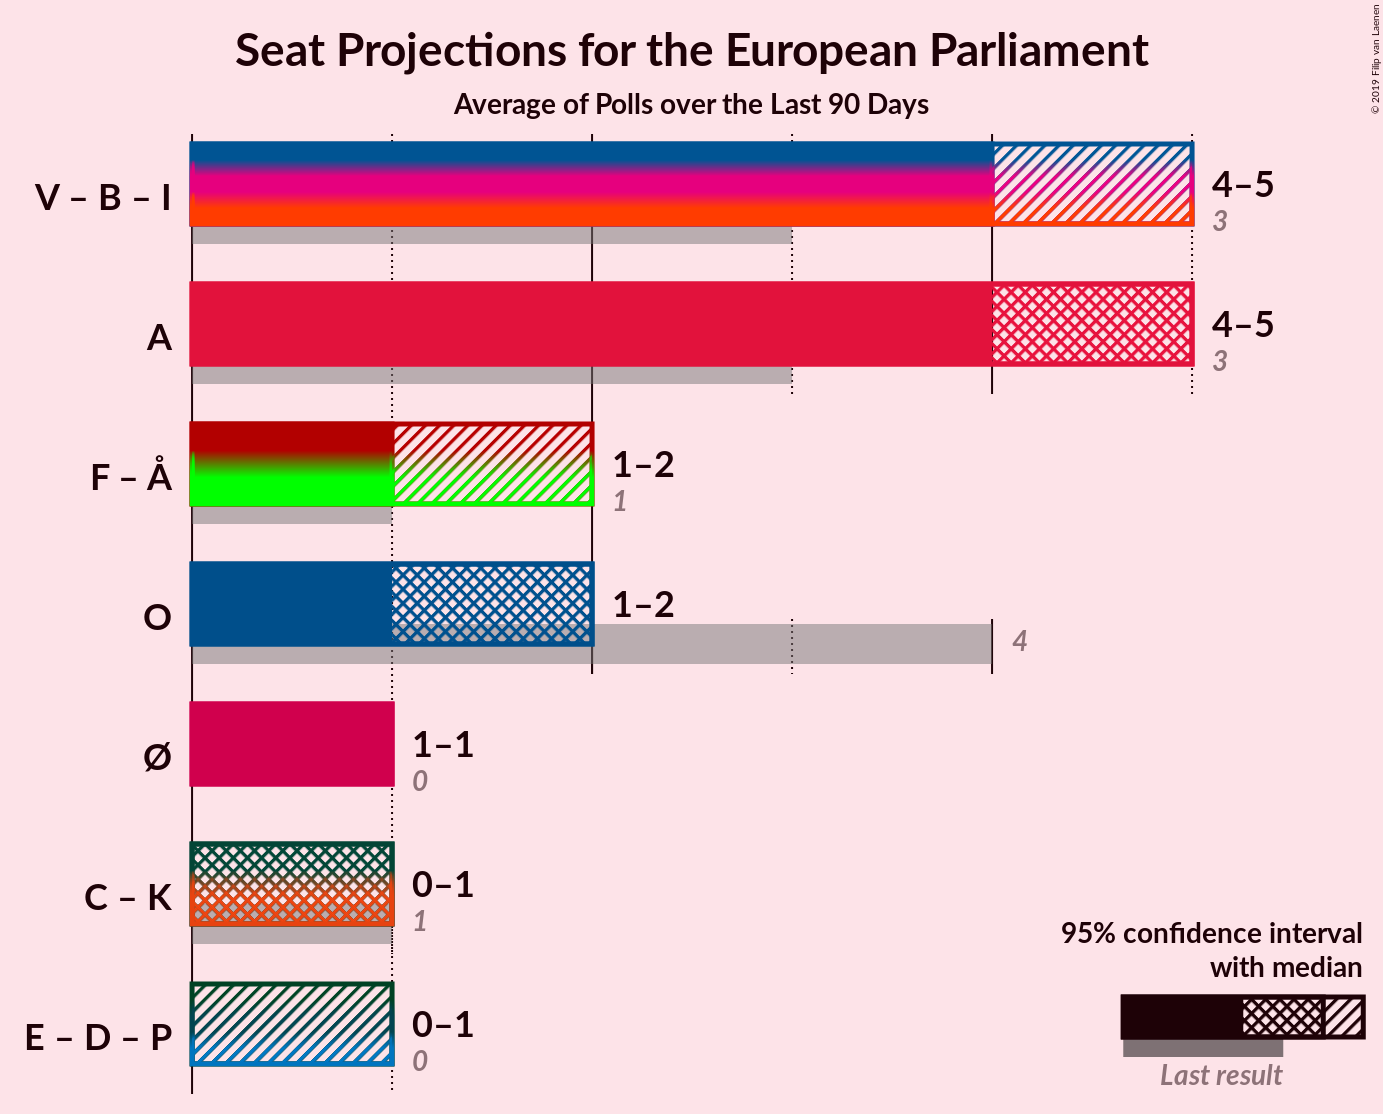 Seat Projections for the European Parliament
Average of Polls over the Last 90 Days
© 2019 Filip van Laenen
V – B – I
4–5
3
A
4–5
3
F – Å
1–2
1
O
1–2
4
Ø
1–1
0
C – K
0–1
1
E – D – P
0–1
0
95% confidence interval
with median
Last result